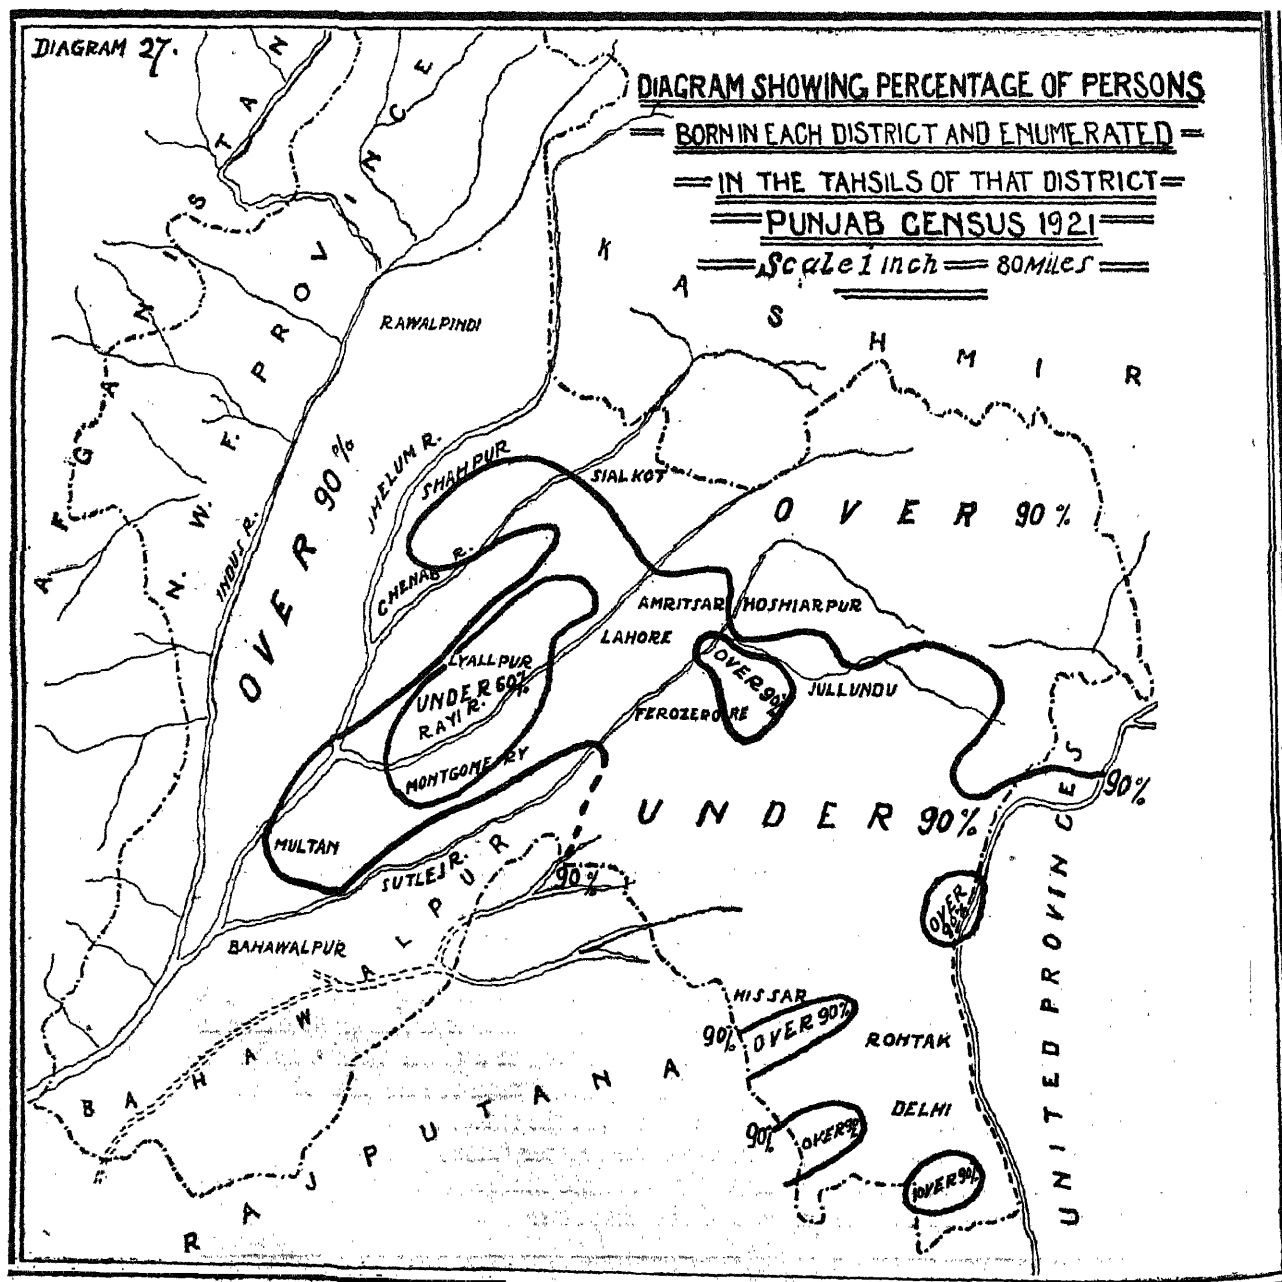 DIAGRAM 27.
DIAGRAM SHOWING PERCENTAGE OF PERSONS
BORN IN EACH DISTRICT AND ENUMERATED
IN THE TAHSILS OF THAT DISTRICT
PUNJAB CENSUS 1921
Scale 1 inch = 80 Miles
AFGANISTAN
N. W. F. PROVINCE
KASHMIR
RAWALPINDI
INDUS R.
OVER 90%
JHELUM R.
SHAHPUR
SIALKOT
OVER 90%
CHENAB R.
AMRITSAR
HOSHIARPUR
LAHORE
LYALLPUR
UNDER 60%
RAVI R.
OVER 90%
JULLUNDU
FEROZEPORE
MONTGOMERY
90%
UNDER 90%
MULTAN
SUTLEJ R.
90%
OVER 90%
BAHAWALPUR
BAHAWALPUR
HISSAR
90%
OVER 90%
ROHTAK
DELHI
90%
OVER 90%
OVER 90%
RAJPUTANA
UNITED PROVINCES